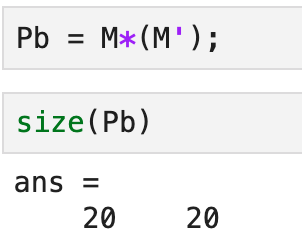 Pb = M*(M');
size(Pb)
ans =
20 20